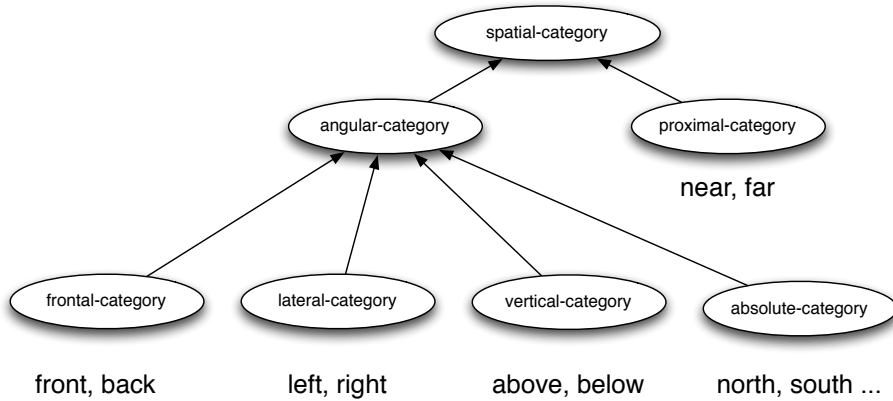 spatial-category
angular-category
proximal-category
near, far
frontal-category
lateral-category
vertical-category
absolute-category
front, back
left, right
above, below
north, south ...